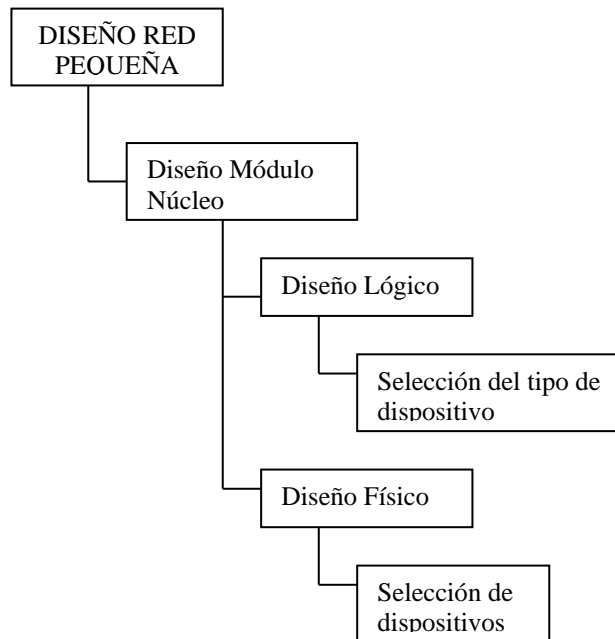 DISEÑO RED
PEQUEÑA
Diseño Módulo
Núcleo
Diseño Lógico
Selección del tipo de
dispositivo
Diseño Físico
Selección de
dispositivos